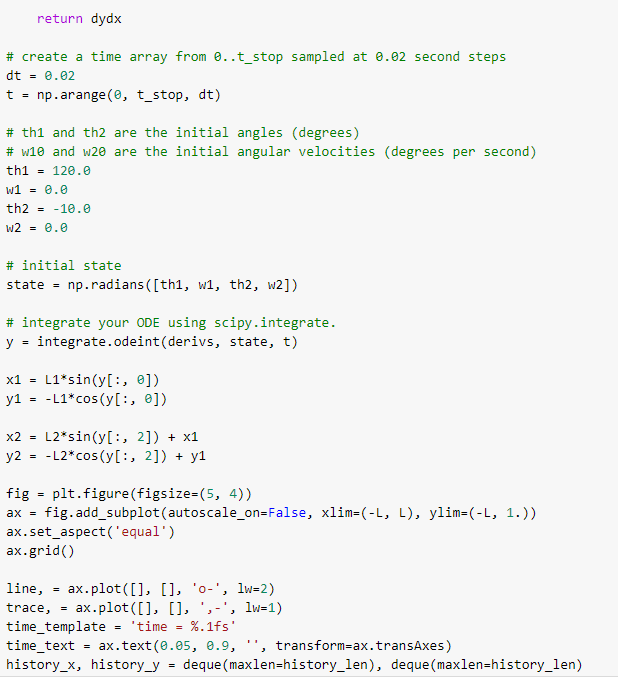 return dydx

# create a time array from 0..t_stop sampled at 0.02 second steps
dt = 0.02
t = np.arange(0, t_stop, dt)

# th1 and th2 are the initial angles (degrees)
# w10 and w20 are the initial angular velocities (degrees per second)
th1 = 120.0
w1 = 0.0
th2 = -10.0
w2 = 0.0

# initial state
state = np.radians([th1, w1, th2, w2])

# integrate your ODE using scipy.integrate.
y = integrate.odeint(derivs, state, t)

x1 = L1*sin(y[:, 0])
y1 = -L1*cos(y[:, 0])

x2 = L2*sin(y[:, 2]) + x1
y2 = -L2*cos(y[:, 2]) + y1

fig = plt.figure(figsize=(5, 4))
ax = fig.add_subplot(autoscale_on=False, xlim=(-L, L), ylim=(-L, 1.))
ax.set_aspect('equal')
ax.grid()

line, = ax.plot([], [], 'o-', lw=2)
trace, = ax.plot([], [], ',-', lw=1)
time_template = 'time = %.1fs'
time_text = ax.text(0.05, 0.9, '', transform=ax.transAxes)
history_x, history_y = deque(maxlen=history_len), deque(maxlen=history_len)